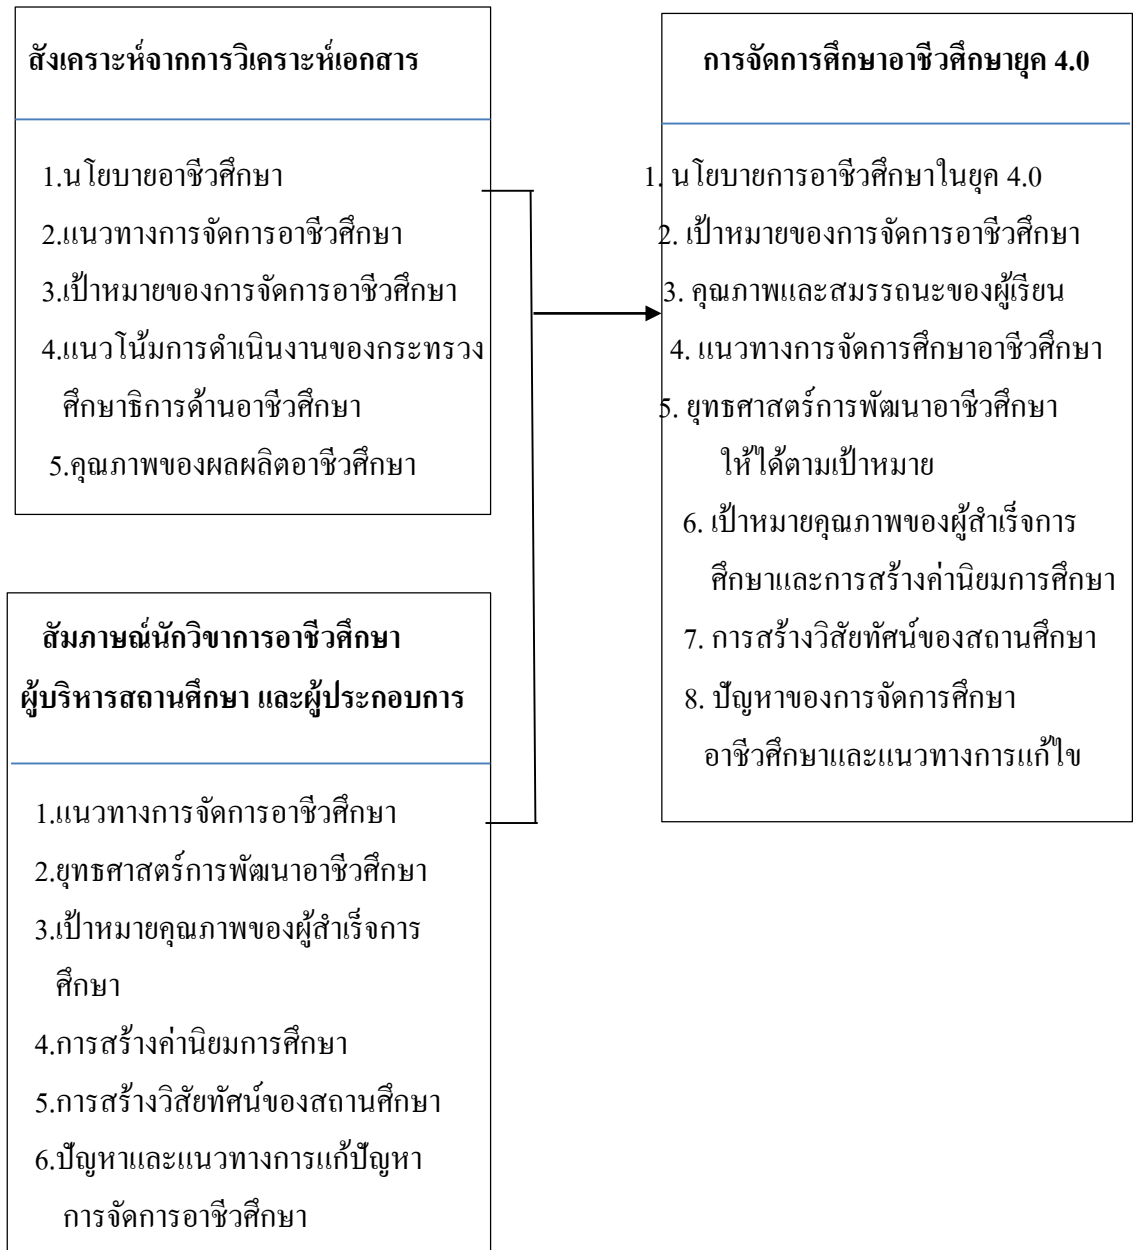 สังเคราะห์จากการวิเคราะห์เอกสาร
1.นโยบายอาชีวศึกษา
2.แนวทางการจัดการอาชีวศึกษา
3.เป้าหมายของการจัดการอาชีวศึกษา
4.แนวโน้มการดำเนินงานของกระทรวง
ศึกษาธิการด้านอาชีวศึกษา
5.คุณภาพของผลผลิตอาชีวศึกษา
สัมภาษณ์นักวิชาการอาชีวศึกษา
ผู้บริหารสถานศึกษา และผู้ประกอบการ
1.แนวทางการจัดการอาชีวศึกษา
2.ยุทธศาสตร์การพัฒนาอาชีวศึกษา
3.เป้าหมายคุณภาพของผู้สำเร็จการ
ศึกษา
4.การสร้างค่านิยมการศึกษา
5.การสร้างวิสัยทัศน์ของสถานศึกษา
6.ปัญหาและแนวทางการแก้ปัญหา
การจัดการอาชีวศึกษา
การจัดการศึกษาอาชีวศึกษายุค 4.0
1. นโยบายการอาชีวศึกษาในยุค 4.0
2. เป้าหมายของการจัดการอาชีวศึกษา
3. คุณภาพและสมรรถนะของผู้เรียน
4. แนวทางการจัดการศึกษาอาชีวศึกษา
5. ยุทธศาสตร์การพัฒนาอาชีวศึกษา
ให้ได้ตามเป้าหมาย
6. เป้าหมายคุณภาพของผู้สำเร็จการ
ศึกษาและการสร้างค่านิยมการศึกษา
7. การสร้างวิสัยทัศน์ของสถานศึกษา
8. ปัญหาของการจัดการศึกษา
อาชีวศึกษาและแนวทางการแก้ไข